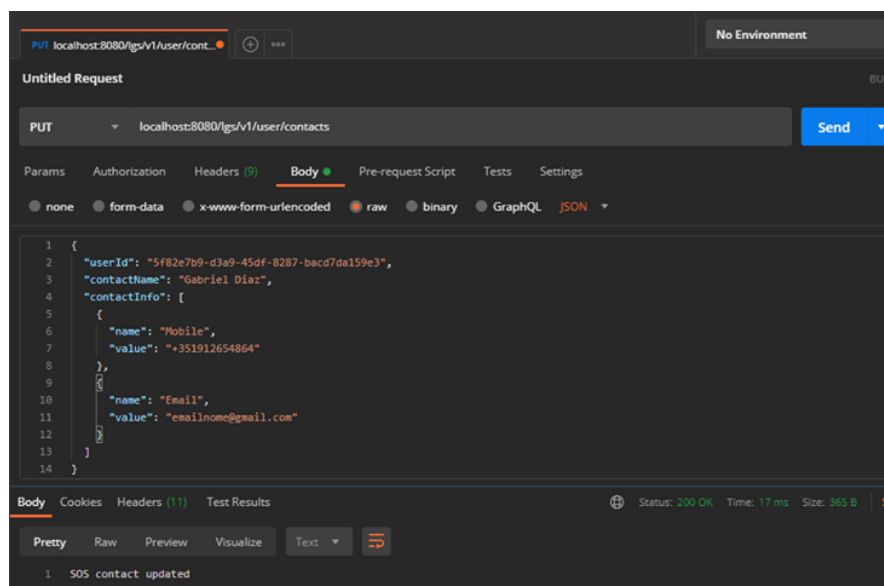 PUT localhost:8080/lgs/v1/user/cont...
No Environment
Untitled Request
BU
PUT localhost:8080/lgs/v1/user/contacts Send
Params Authorization Headers (9) Body Pre-request Script Tests Settings
none form-data x-www-form-urlencoded raw binary GraphQL JSON
1 {
2 "userId": "5f82e7b9-d3a9-45df-8287-bacd7da159e3",
3 "contactName": "Gabriel Diaz",
4 "contactInfo": [
5 {
6 "name": "Mobile",
7 "value": "+351912654864"
8 },
9 {
10 "name": "Email",
11 "value": "emailnome@gmail.com"
12 }
13 ]
14 }
Body Cookies Headers (11) Test Results Status: 200 OK Time: 17 ms Size: 365 B
Pretty Raw Preview Visualize Text
1 SOS contact updated